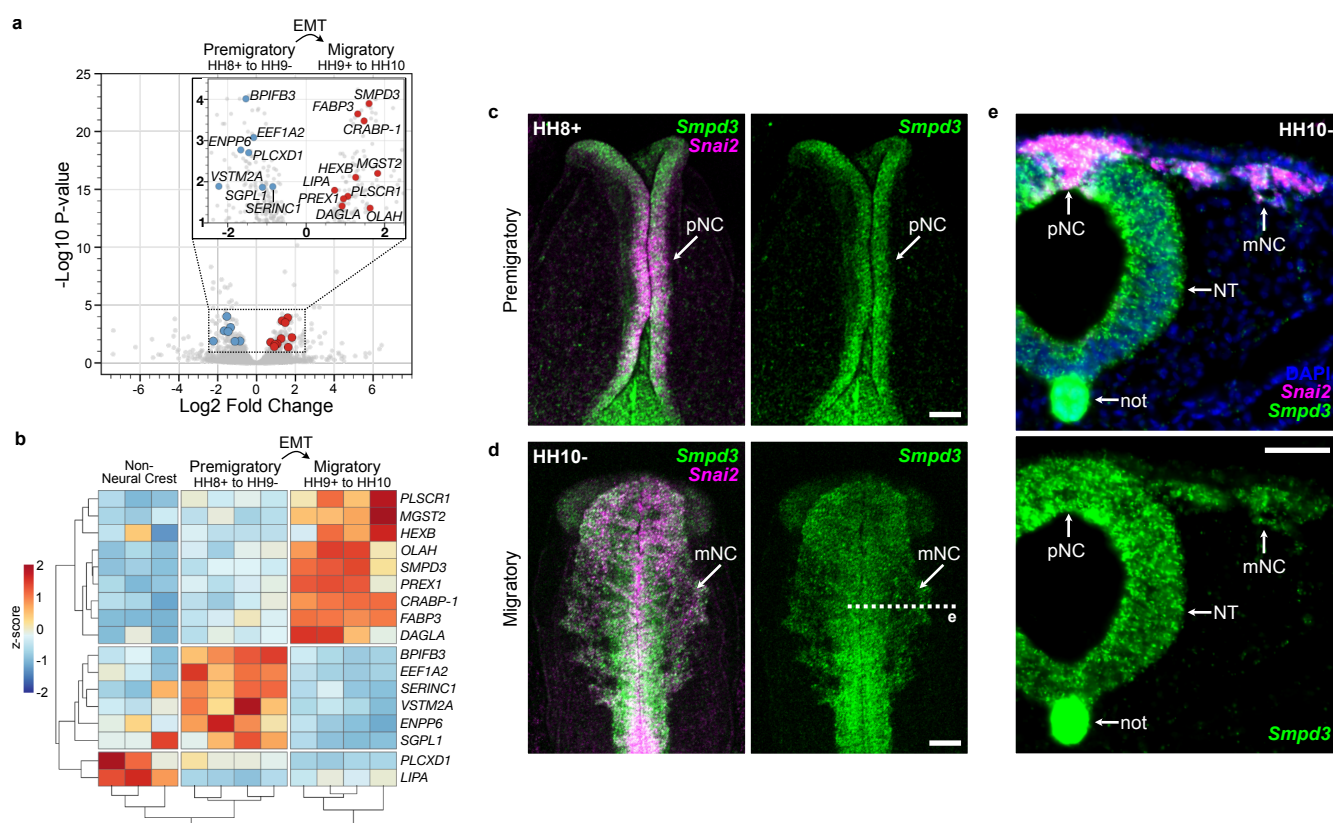 a
EMT
Premigratory
HH8+ to HH9-
Migratory
HH9+ to HH10
25
20
15
10
5
0
-Log10 P-value
-6
-4
-2
0
2
4
6
Log2 Fold Change
4
3
2
1
-2
0
2
BPIFB3
EEF1A2
ENPP6
PLCXD1
VSTM2A
SGPL1
SERINC1
SMPD3
FABP3
CRABP-1
HEXB
MGST2
LIPA
PREX1
PLSCR1
DAGLA
OLAH
b
EMT
Non-
Neural Crest
Premigratory
HH8+ to HH9-
Migratory
HH9+ to HH10
PLSCR1
MGST2
HEXB
OLAH
SMPD3
PREX1
CRABP-1
FABP3
DAGLA
BPIFB3
EEF1A2
SERINC1
VSTM2A
ENPP6
SGPL1
PLCXD1
LIPA
z-score
2
1
0
-1
-2
c
Premigratory
HH8+
Smpd3
Snai2
pNC
Smpd3
pNC
d
Migratory
HH10-
Smpd3
Snai2
mNC
Smpd3
mNC
e
e
HH10-
pNC
mNC
NT
not
DAPI
Snai2
Smpd3
pNC
mNC
NT
not
Smpd3